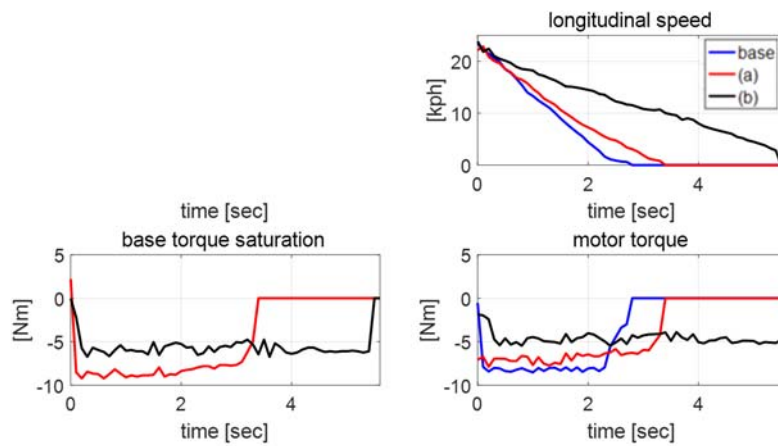 longitudinal speed
[kph]
20
10
0
base
(a)
(b)
0
2
4
time [sec]
time [sec]
base torque saturation
[Nm]
5
0
-5
-10
0
2
4
time [sec]
motor torque
[Nm]
5
0
-5
-10
0
2
4
time [sec]